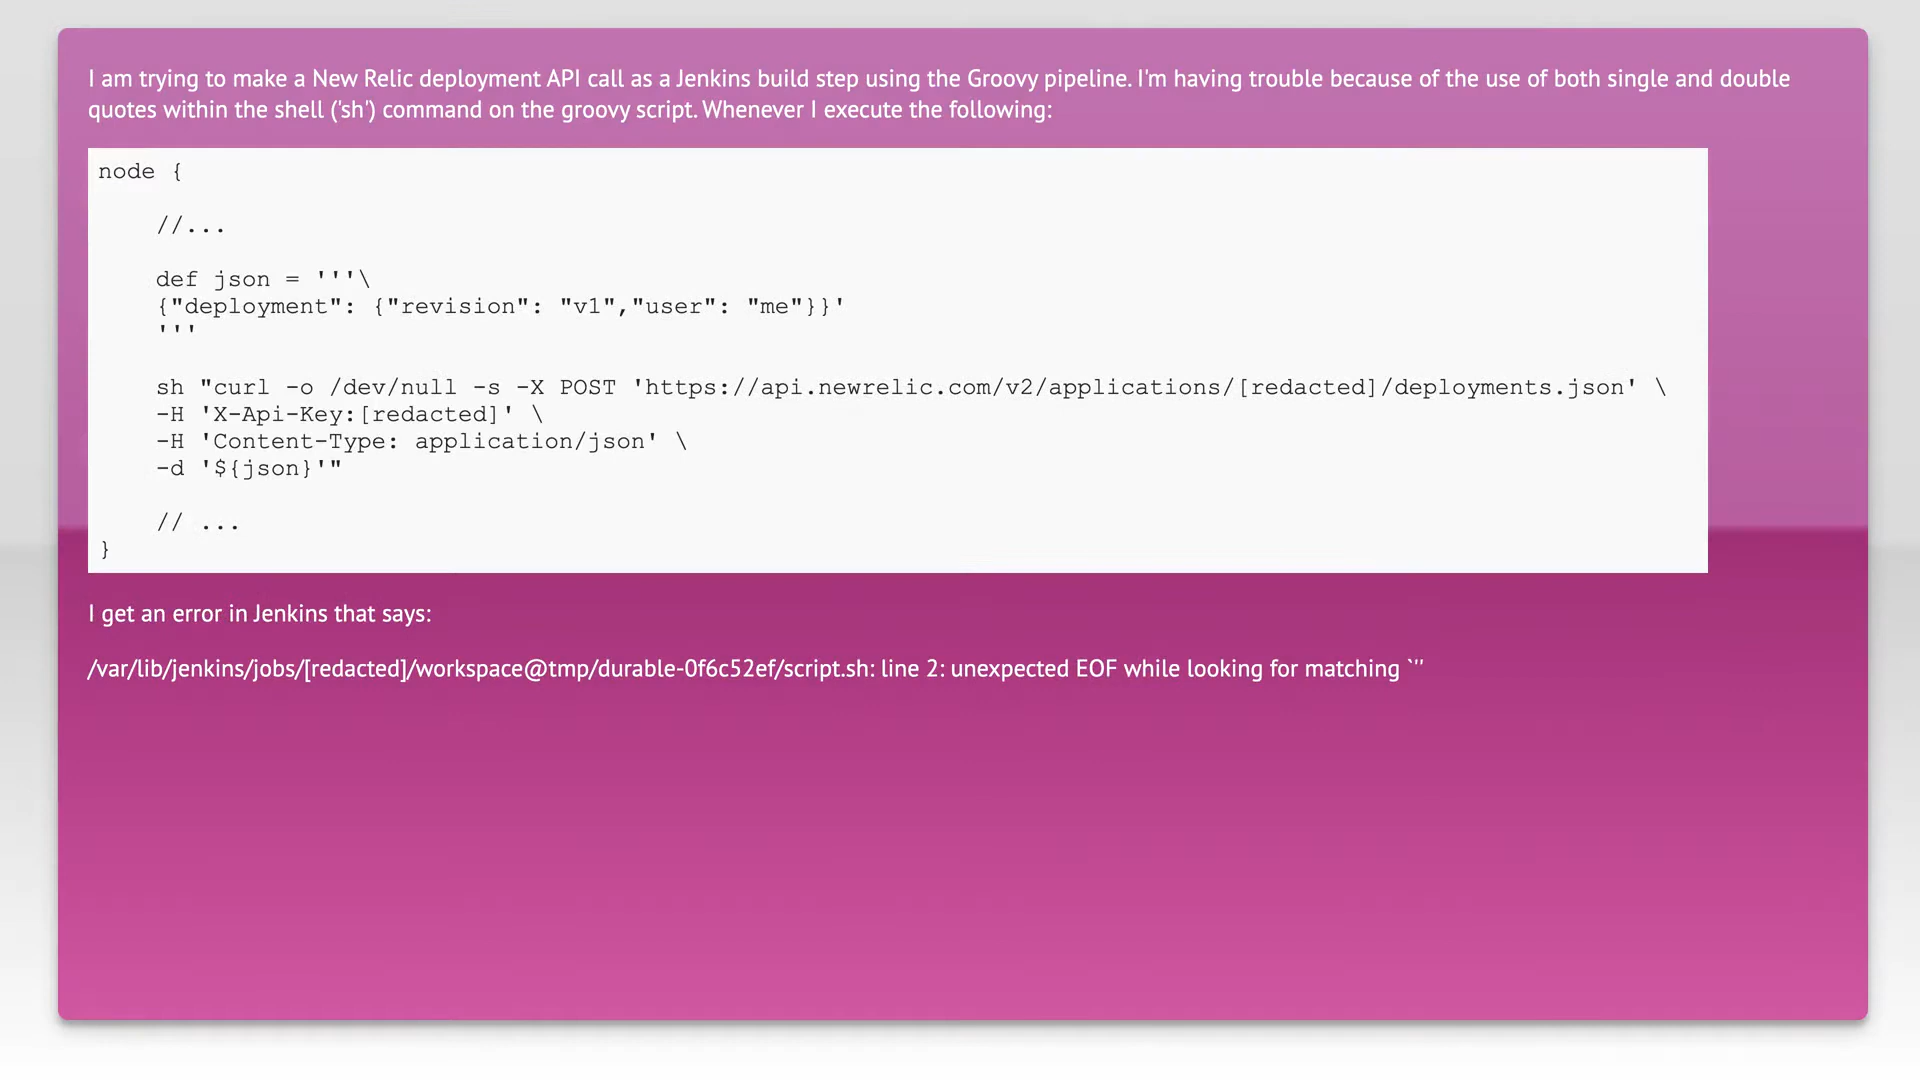 I am trying to make a New Relic deployment API call as a Jenkins build step using the Groovy pipeline. I'm having trouble because of the use of both single and double
quotes within the shell ('sh') command on the groovy script. Whenever I execute the following:
node {
//...
def json = '''\
{"deployment": {"revision": "v1","user": "me"}}'
'''
sh "curl -o /dev/null -s -X POST 'https://api.newrelic.com/v2/applications/[redacted]/deployments.json' \
-H 'X-Api-Key:[redacted]' \
-H 'Content-Type: application/json' \
-d '${json}'"
// ...
}
I get an error in Jenkins that says:
/var/lib/jenkins/jobs/[redacted]/workspace@tmp/durable-0f6c52ef/script.sh: line 2: unexpected EOF while looking for matching `''